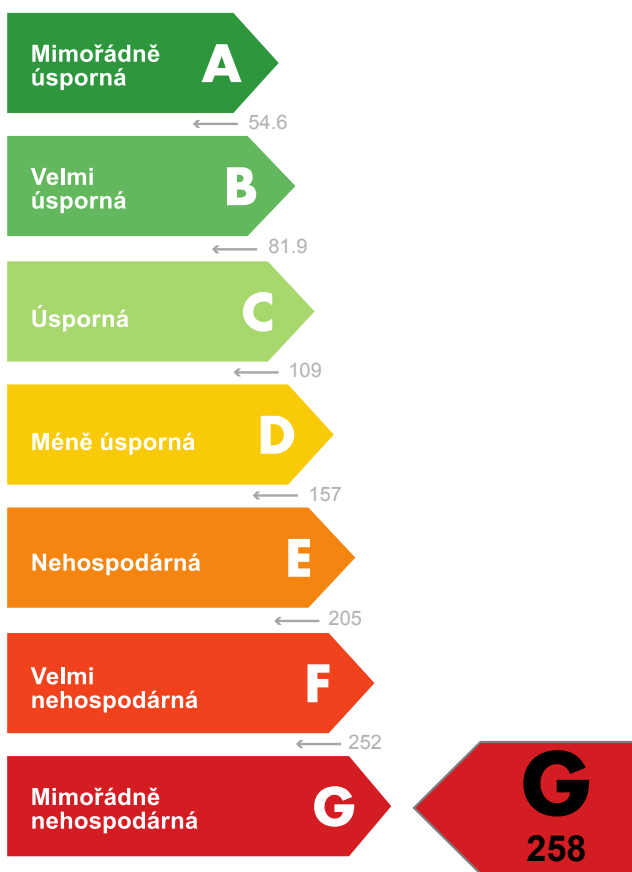 Mimořádně
úsporná
A
54.6
Velmi
úsporná
B
81.9
Úsporná
C
109
Méně úsporná
D
157
Nehospodárná
E
205
Velmi
nehospodárná
F
252
Mimořádně
nehospodárná
G
G
258